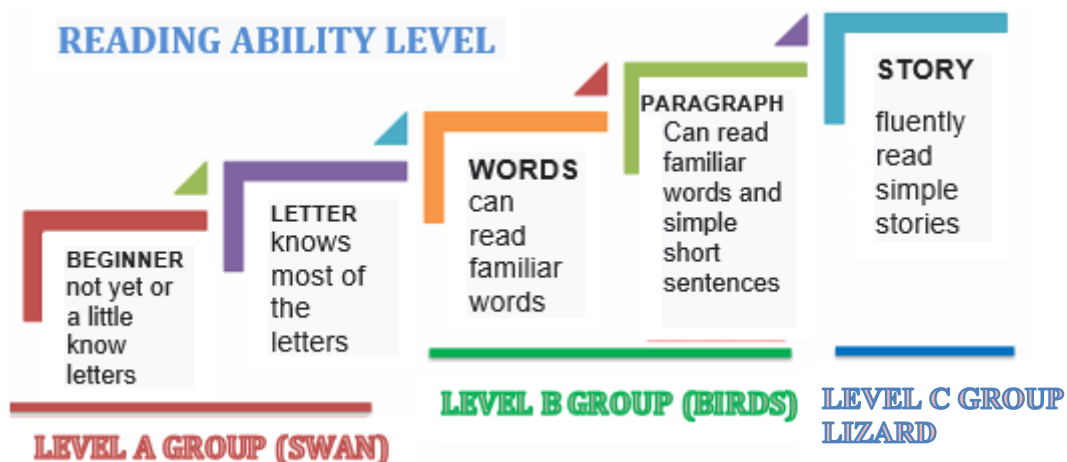 READING ABILITY LEVEL
BEGINNER
not yet or
a little
know
letters
LETTER
knows
most of
the
letters
WORDS
can
read
familiar
words
PARAGRAPH
Can read
familiar
words and
simple
short
sentences
STORY
fluently
read
simple
stories
LEVEL A GROUP (SWAN)
LEVEL B GROUP (BIRDS)
LEVEL C GROUP
LIZARD